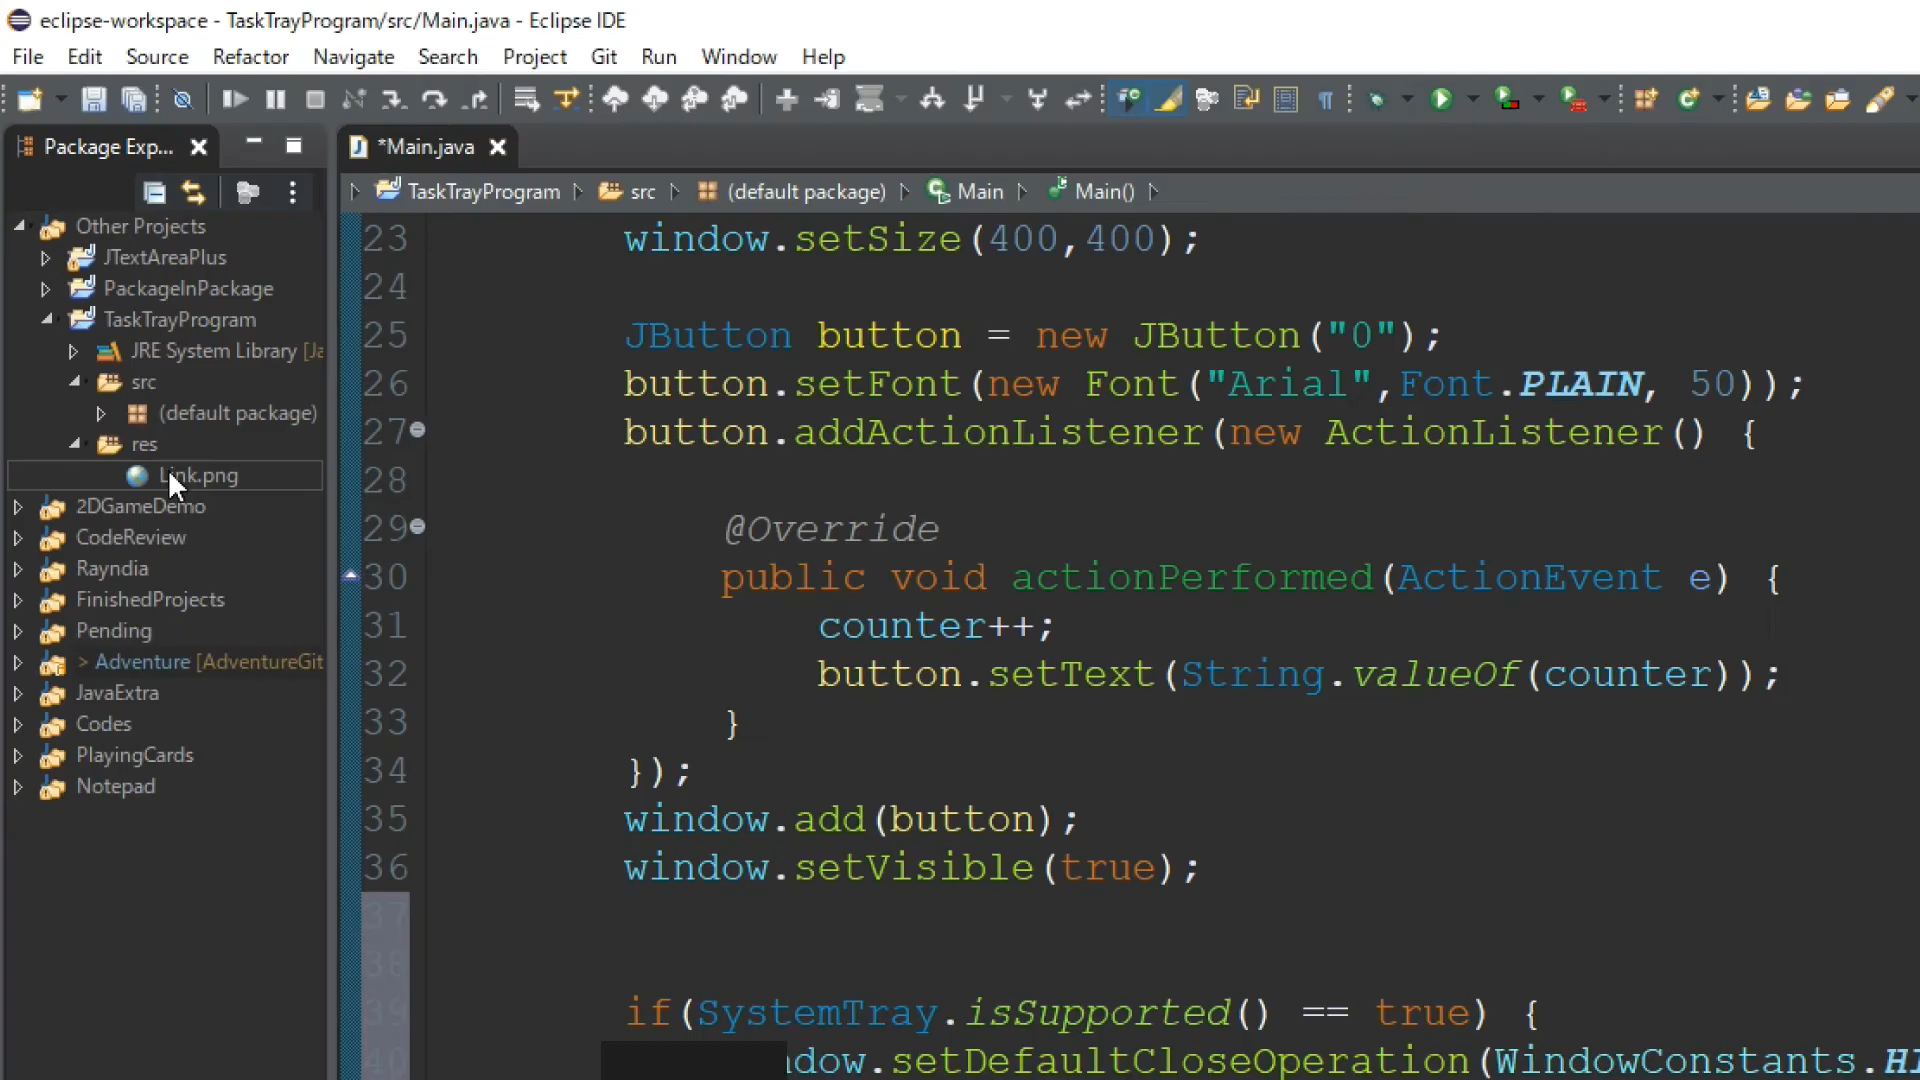 eclipse-workspace - TaskTrayProgram/src/Main.java - Eclipse IDE
File Edit Source Refactor Navigate Search Project Git Run Window Help
Package Exp...
*Main.java
TaskTrayProgram src (default package) Main Main()
Other Projects
JTextAreaPlus
PackageInPackage
TaskTrayProgram
JRE System Library [Ja
src
(default package)
res
Link.png
2DGameDemo
CodeReview
Rayndia
FinishedProjects
Pending
> Adventure [AdventureGit
JavaExtra
Codes
PlayingCards
Notepad
23 window.setSize(400,400);
24
25 JButton button = new JButton("0");
26 button.setFont(new Font("Arial",Font.PLAIN, 50));
27 button.addActionListener(new ActionListener() {
28
29 @Override
30 public void actionPerformed(ActionEvent e) {
31 counter++;
32 button.setText(String.valueOf(counter));
33 }
34 });
35 window.add(button);
36 window.setVisible(true);
37
38
39 if(SystemTray.isSupported() == true) {
40 .setDefaultCloseOperation(WindowConstants.